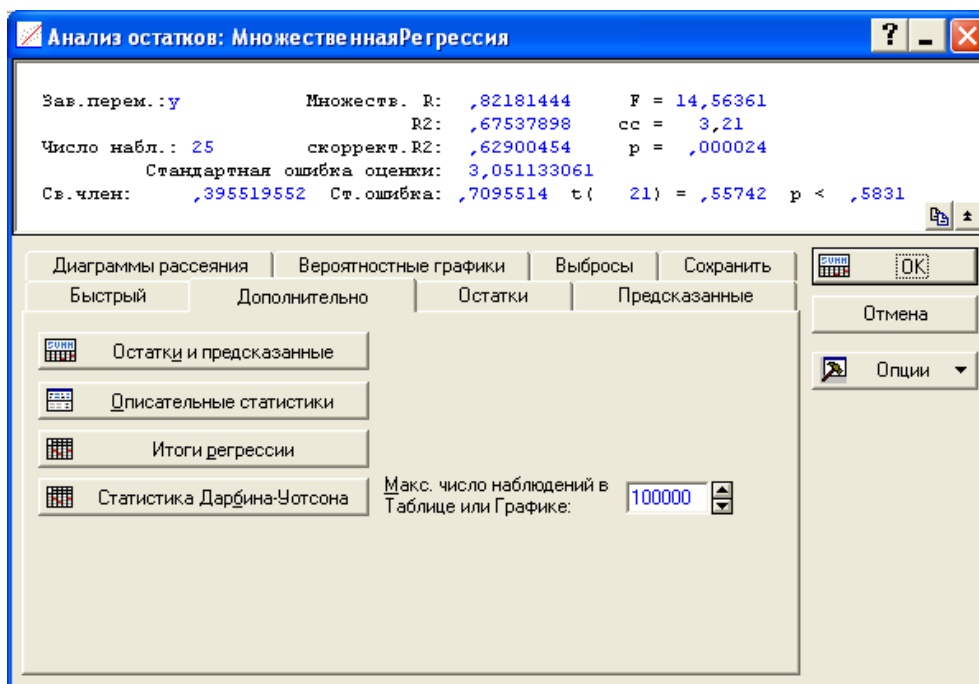 Анализ остатков: МножественнаяРегрессия
Зав.перем.:y Множеств. R: ,82181444 F = 14,56361
R2: ,67537898 cc = 3,21
Число набл.: 25 скоррект.R2: ,62900454 p = ,000024
Стандартная ошибка оценки: 3,051133061
Св.член: ,395519552 Ст.ошибка: ,7095514 t( 21) = ,55742 p < ,5831
Диаграммы рассеяния Вероятностные графики Выбросы Сохранить
Быстрый Дополнительно Остатки Предсказанные
SUMM OK
Отмена
Опции
SUMM Остатки и предсказанные
Описательные статистики
Итоги регрессии
Статистика Дарбина-Уотсона
Макс. число наблюдений в
Таблице или Графике: 100000